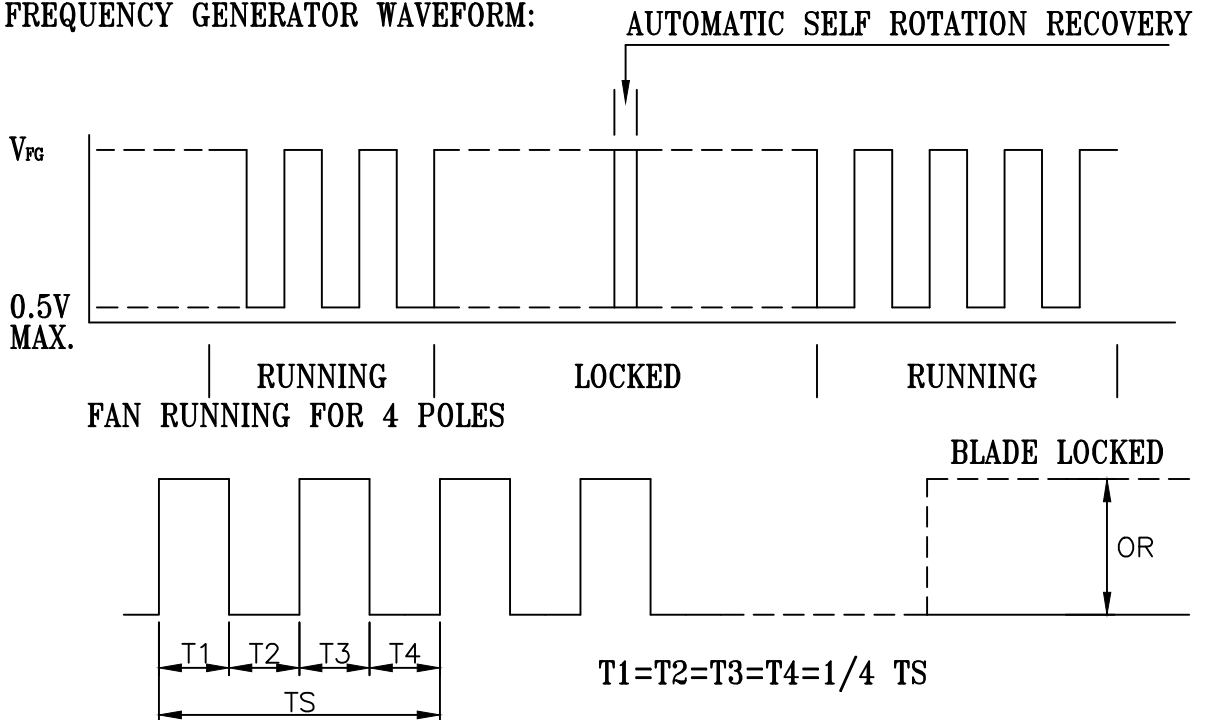 FREQUENCY GENERATOR WAVEFORM:
AUTOMATIC SELF ROTATION RECOVERY
VFG
0.5V
MAX.
RUNNING
LOCKED
RUNNING
FAN RUNNING FOR 4 POLES
BLADE LOCKED
OR
T1
T2
T3
T4
T1=T2=T3=T4=1/4 TS
TS